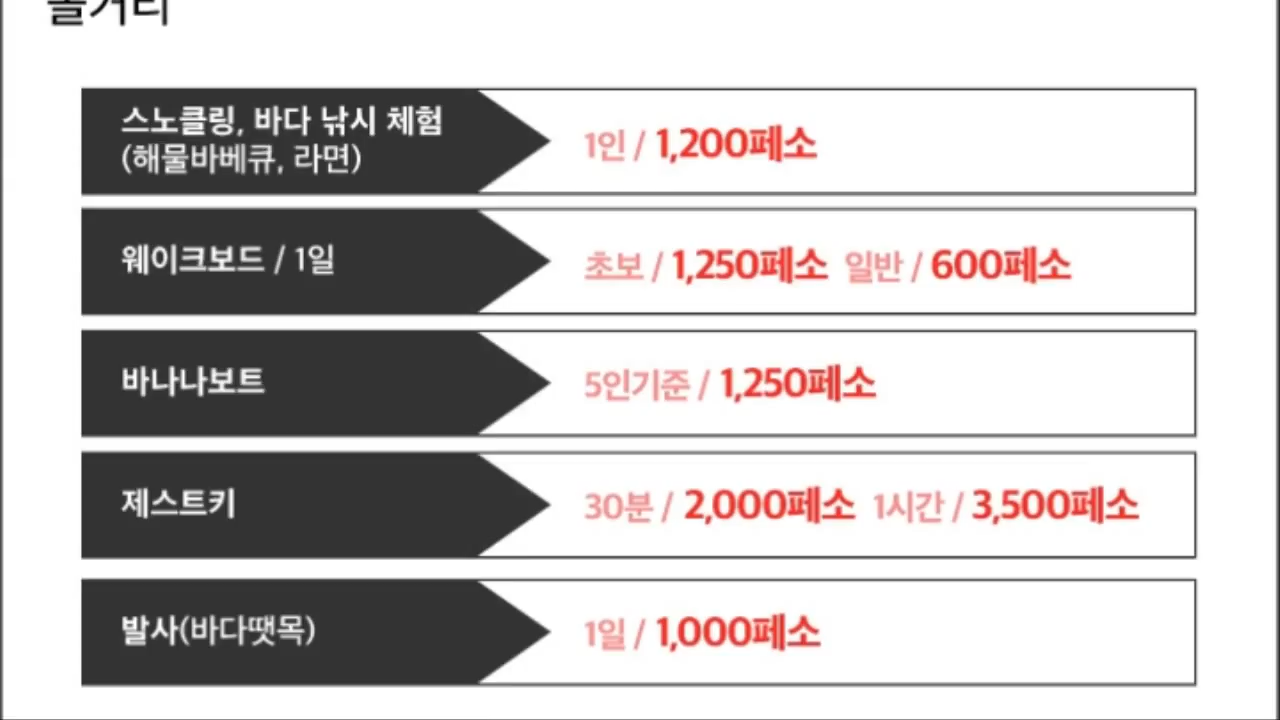 스노클링, 바다 낚시 체험
(해물바베큐, 라면)
1인 / 1,200페소
웨이크보드 / 1일
초보 / 1,250페소 일반 / 600페소
바나나보트
5인기준 / 1,250페소
제스트키
30분 / 2,000페소 1시간 / 3,500페소
발사(바다땟목)
1일 / 1,000페소